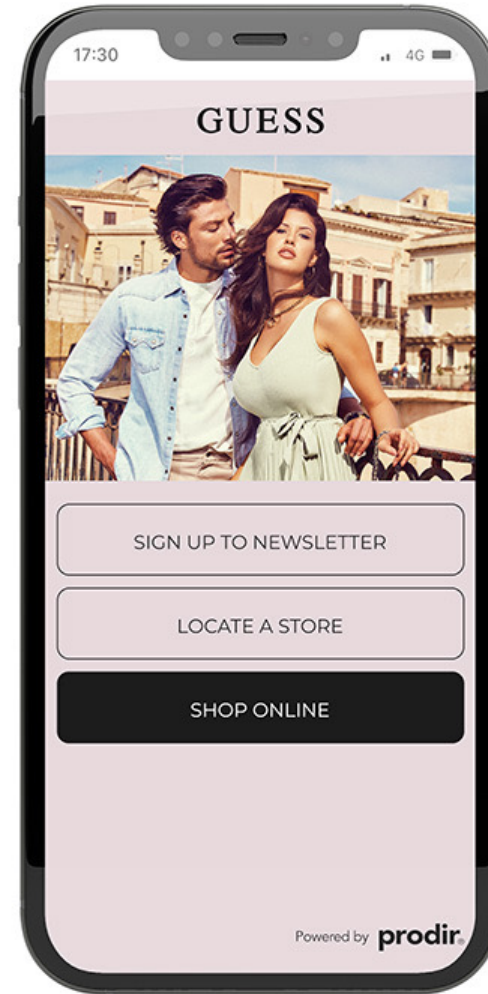 17:30
4G
GUESS
SIGN UP TO NEWSLETTER
LOCATE A STORE
SHOP ONLINE
Powered by prodir®